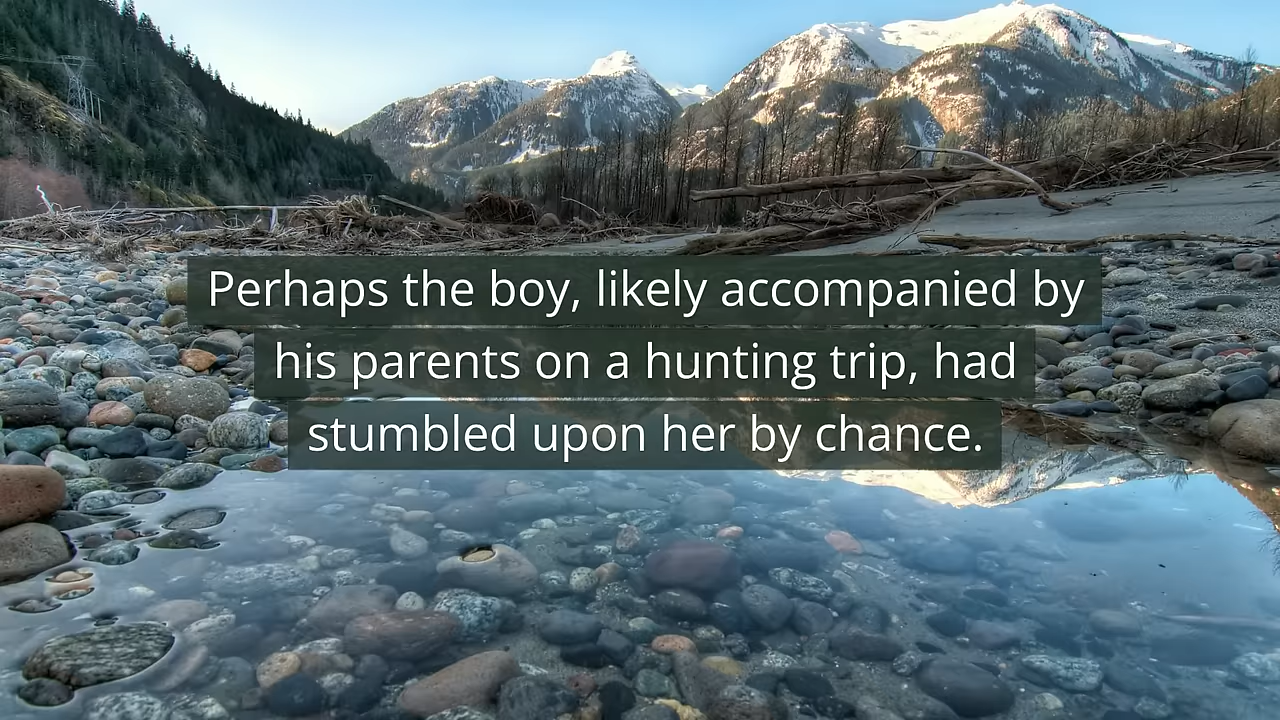 Perhaps the boy, likely accompanied by
his parents on a hunting trip, had
stumbled upon her by chance.